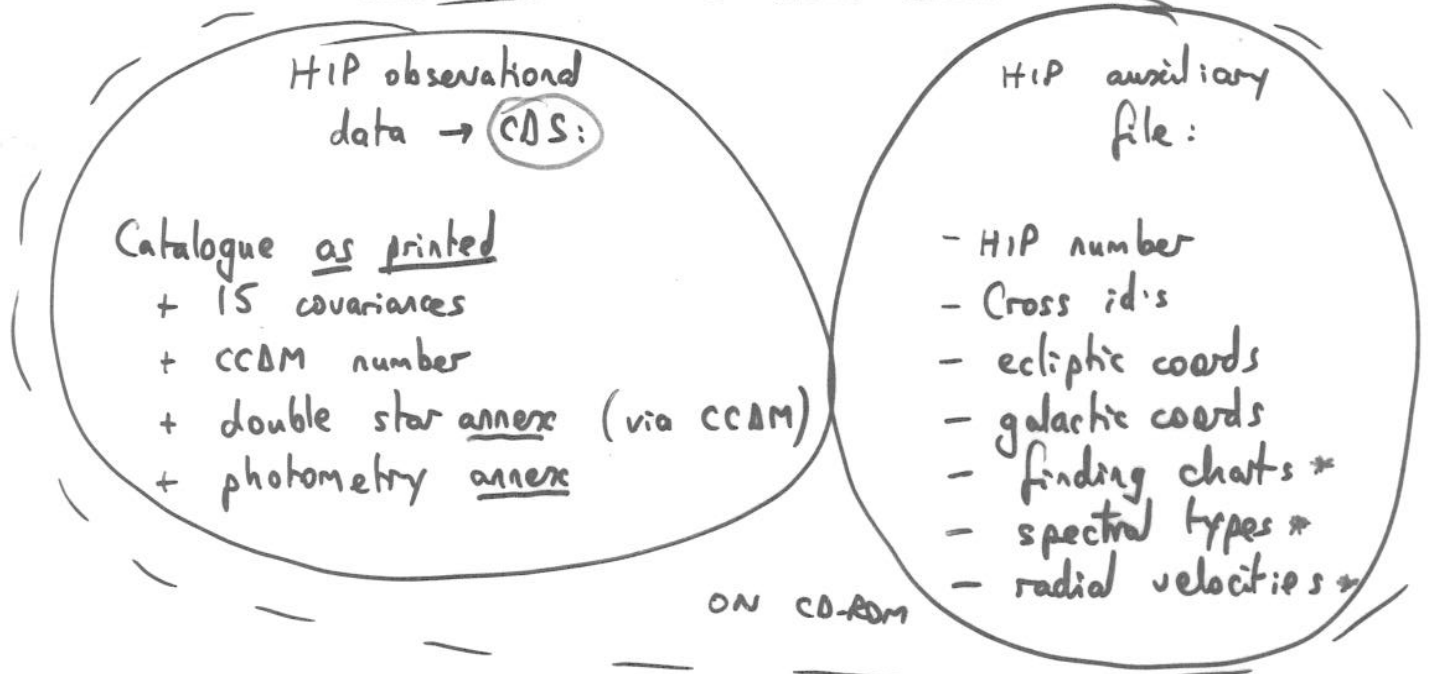 HIP observational
data → CDS:
Catalogue as printed
+ 15 covariances
+ CCDM number
+ double star annex (via CCDM)
+ photometry annex
HIP auxiliary
file:
- HIP number
- Cross id's
- ecliptic coords
- galactic coords
- finding charts *
- spectral types *
- radial velocities *
ON CD-ROM